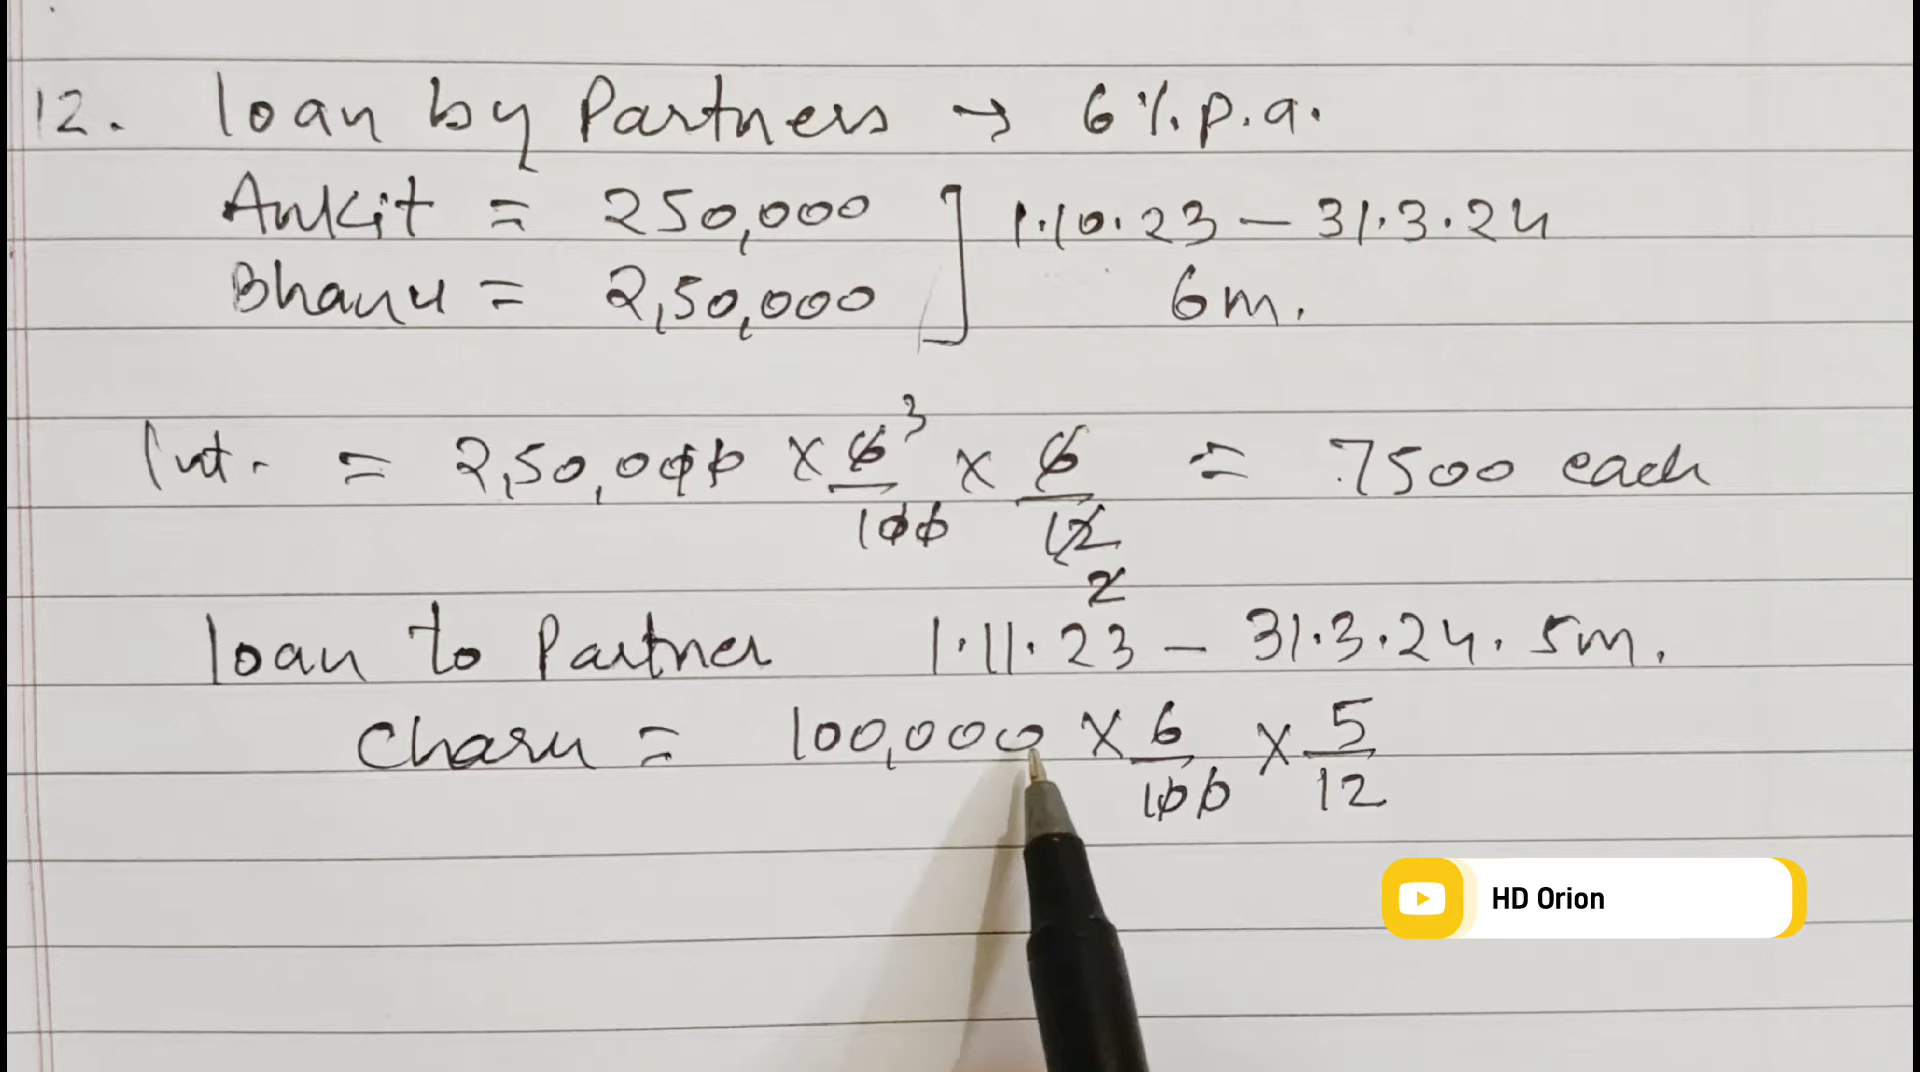 12. Loan by Partners → 6%.p.a.
Ankit = 250,000 ] 1.10.23 – 31.3.24
Bhanu = 2,50,000 6m.
Int. = 2,50,000 × 6 3/100 × 6/12 2 = 7500 each
Loan to Partner 1.11.23 – 31.3.24. 5m.
Charu = 100,000 × 6/100 × 5/12
HD Orion